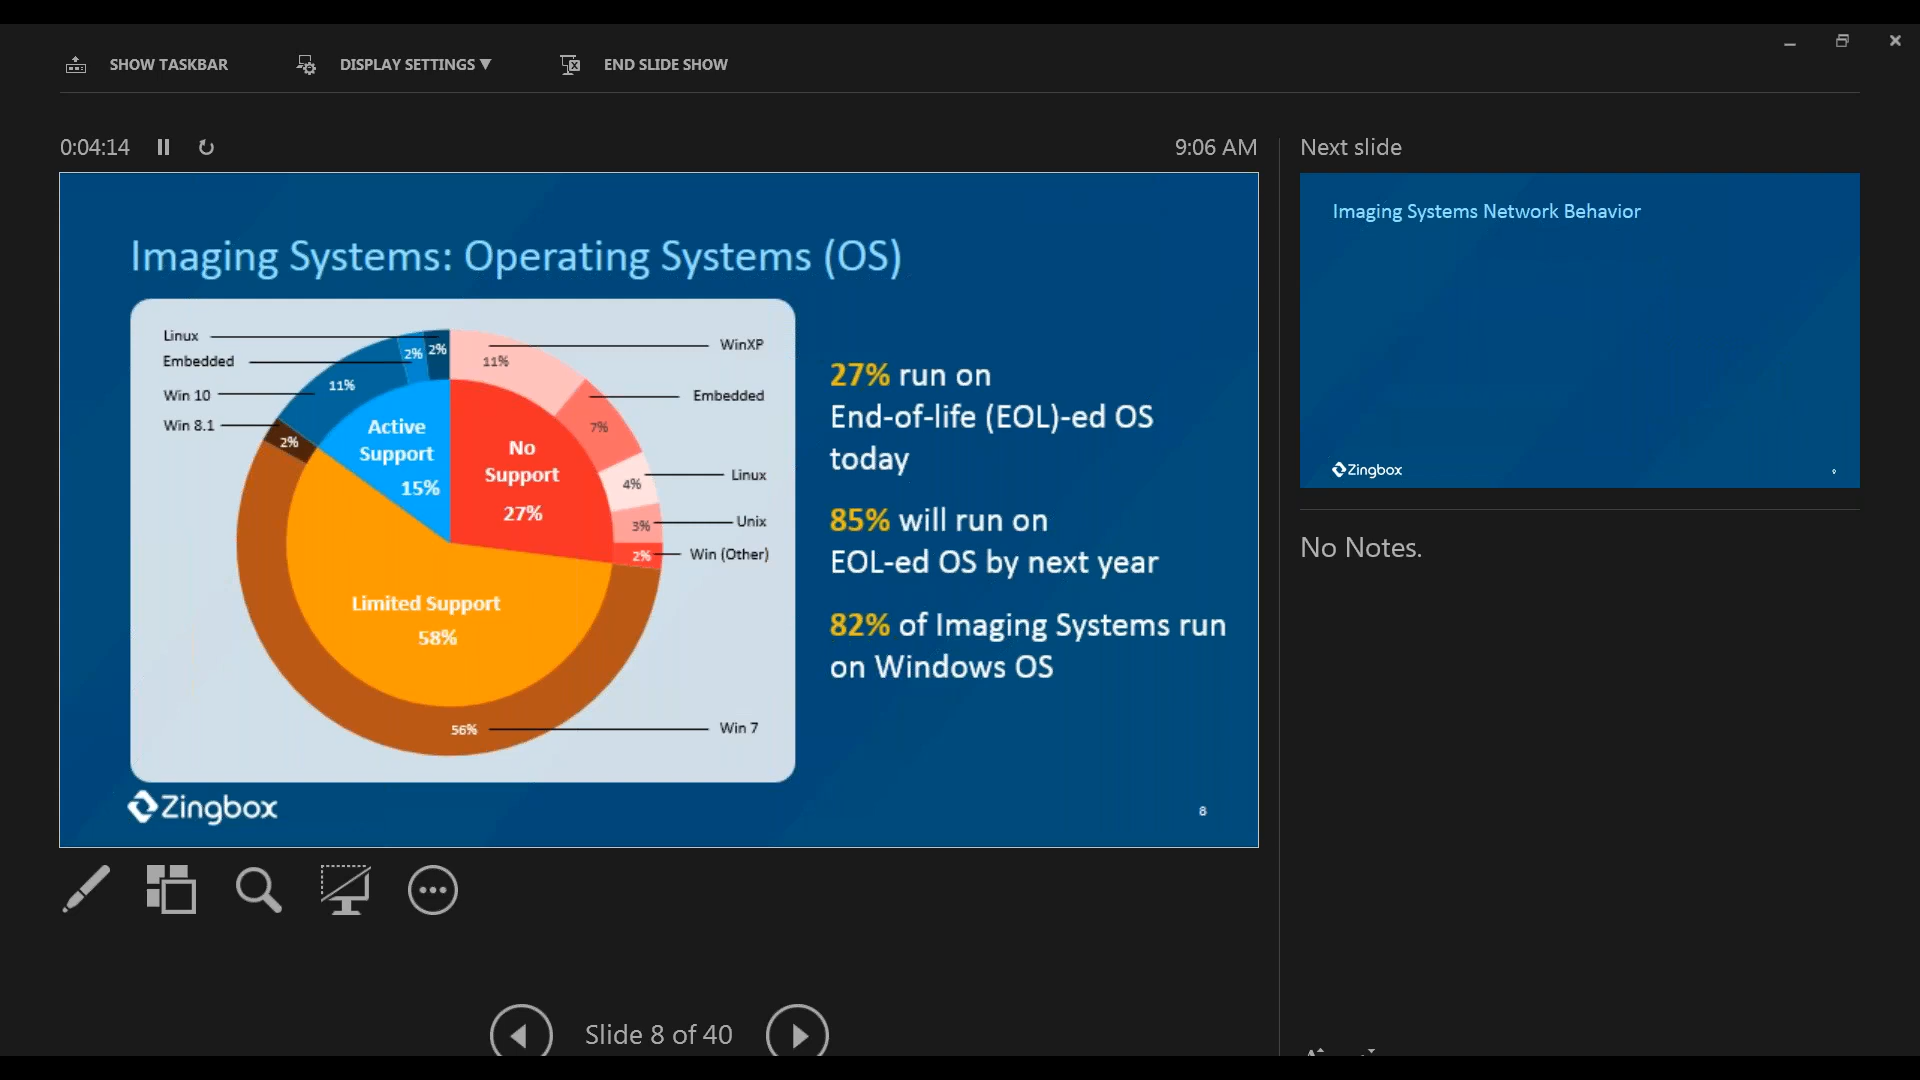 SHOW TASKBAR
DISPLAY SETTINGS ▼
END SLIDE SHOW
0:04:14
9:06 AM
Next slide
Imaging Systems: Operating Systems (OS)
Linux
Embedded
Win 10
Win 8.1
2%
2%
11%
2%
11%
7%
4%
3%
2%
56%
WinXP
Embedded
Linux
Unix
Win (Other)
Win 7
Active
Support
15%
No
Support
27%
Limited Support
58%
27% run on
End-of-life (EOL)-ed OS
today
85% will run on
EOL-ed OS by next year
82% of Imaging Systems run
on Windows OS
Zingbox
8
Imaging Systems Network Behavior
Zingbox
No Notes.
Slide 8 of 40